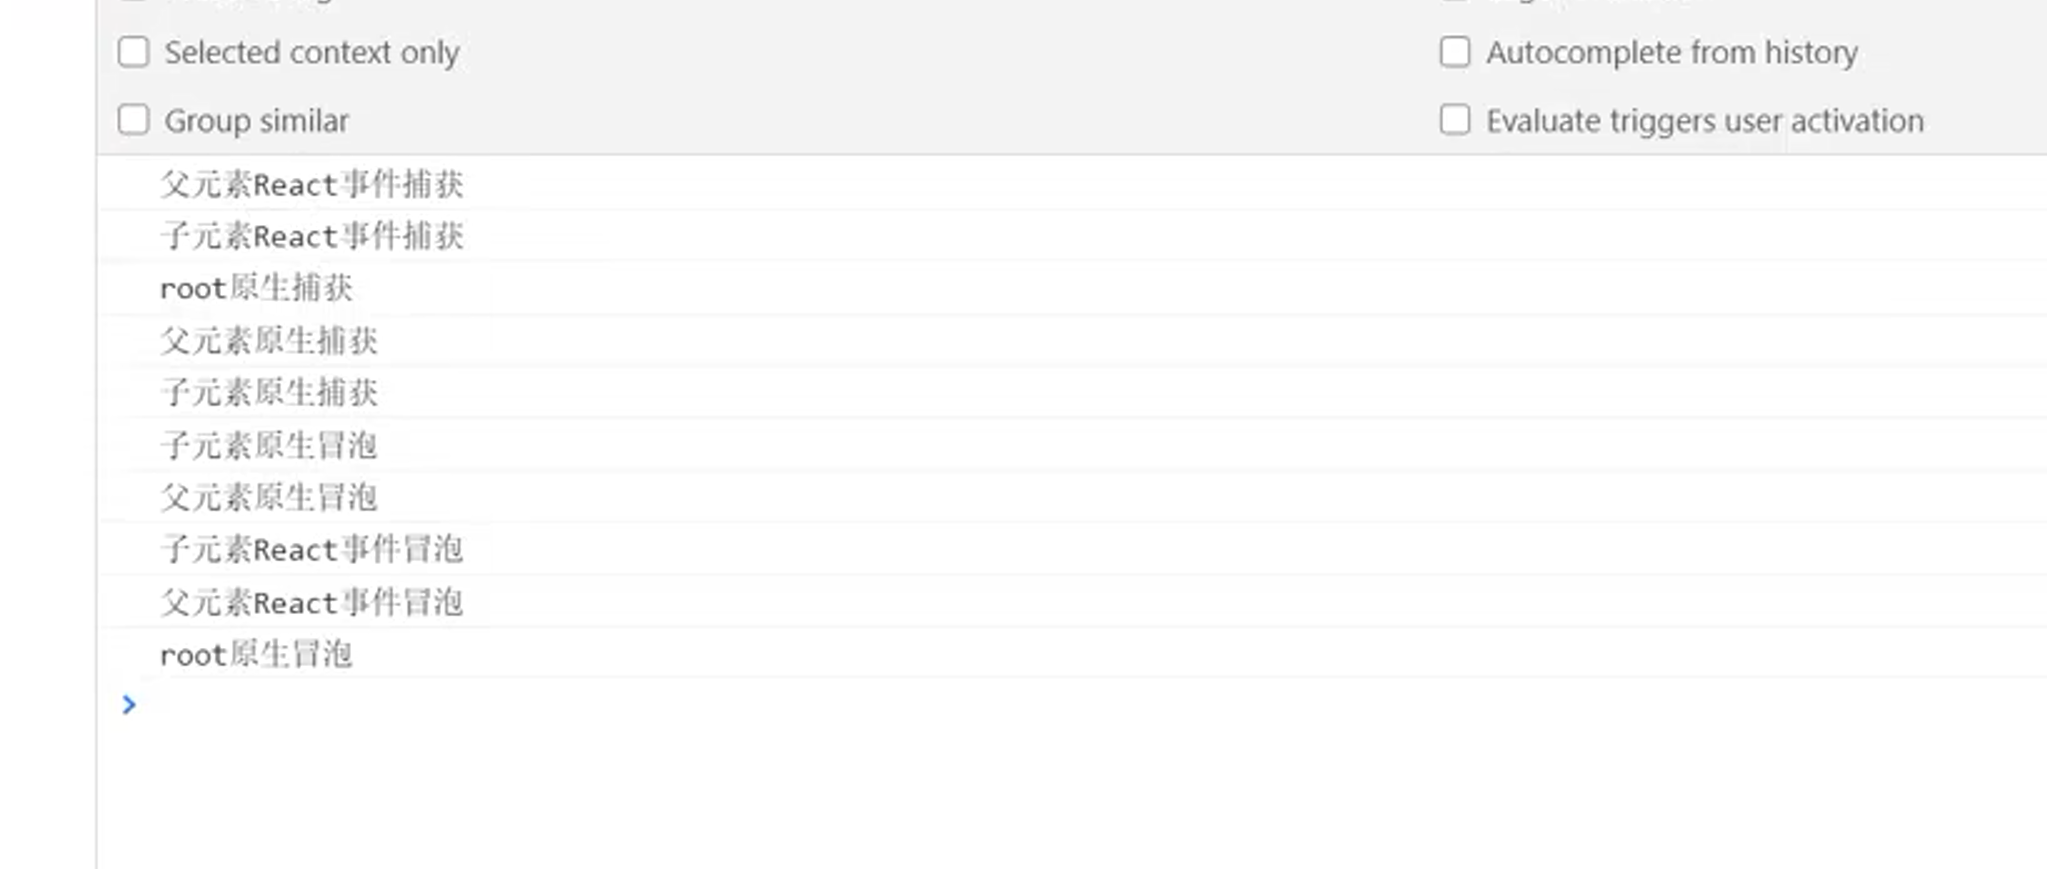 Selected context only
Autocomplete from history
Group similar
Evaluate triggers user activation
父元素React事件捕获
子元素React事件捕获
root原生捕获
父元素原生捕获
子元素原生捕获
子元素原生冒泡
父元素原生冒泡
子元素React事件冒泡
父元素React事件冒泡
root原生冒泡